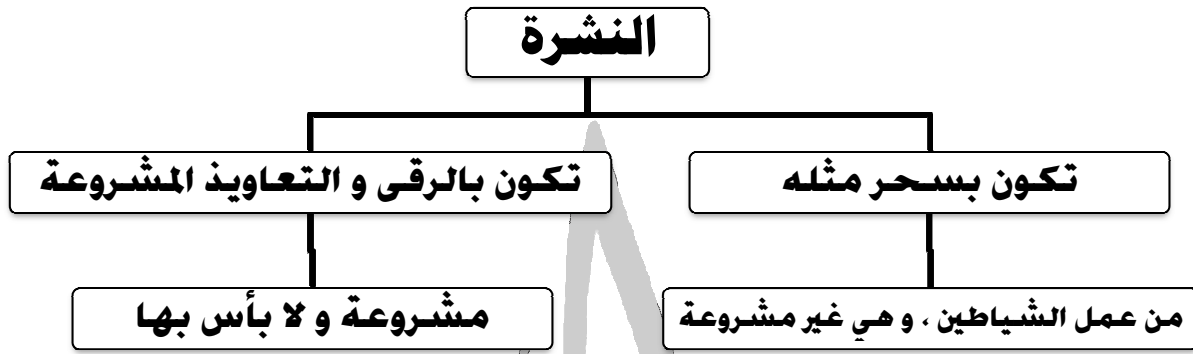 النشرة
تكون بسحر مثله
تكون بالرقى و التعاويذ المشروعة
من عمل الشياطين ، و هي غير مشروعة
مشروعة و لا بأس بها